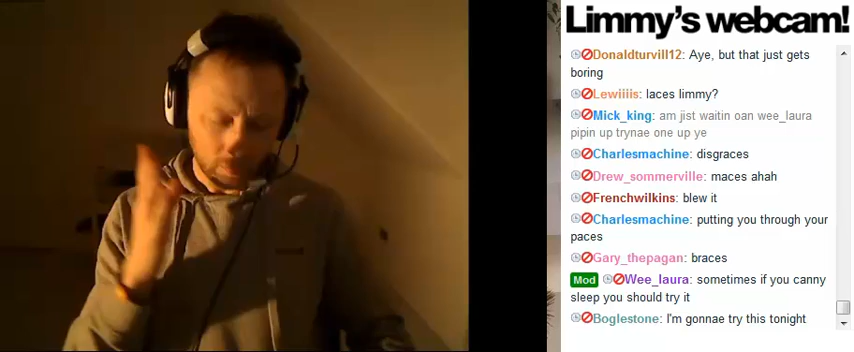 Limmy's webcam!
Donaldturvill12: Aye, but that just gets
boring
Lewiiiis: laces limmy?
Mick_king: am jist waitin oan wee_laura
pipin up trynae one up ye
Charlesmachine: disgraces
Drew_sommerville: maces ahah
Frenchwilkins: blew it
Charlesmachine: putting you through your
paces
Gary_thepagan: braces
Mod Wee_laura: sometimes if you canny
sleep you should try it
Boglestone: I'm gonnae try this tonight